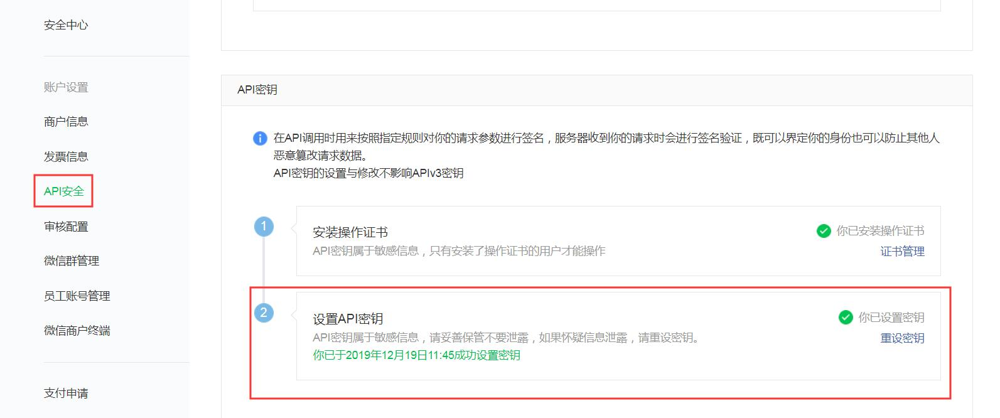 安全中心
账户设置
商户信息
发票信息
API安全
审核配置
微信群管理
员工账号管理
微信商户终端
支付申请
API密钥
在API调用时用来按照指定规则对你的请求参数进行签名，服务器收到你的请求时会进行签名验证，既可以界定你的身份也可以防止其他人
恶意篡改请求数据。
API密钥的设置与修改不影响APIv3密钥
1
安装操作证书
你已安装操作证书
API密钥属于敏感信息，只有安装了操作证书的用户才能操作
证书管理
2
设置API密钥
你已设置密钥
API密钥属于敏感信息，请妥善保管不要泄露，如果怀疑信息泄露，请重设密钥。
重设密钥
你已于2019年12月19日11:45成功设置密钥